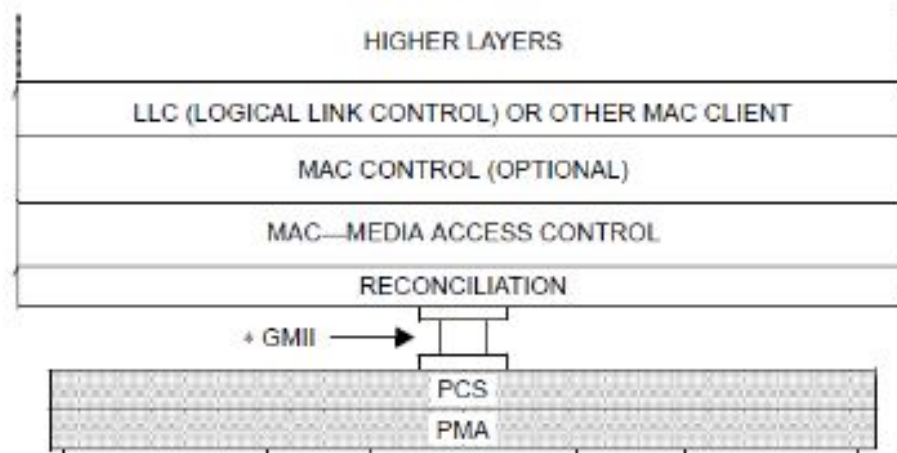 HIGHER LAYERS
LLC (LOGICAL LINK CONTROL) OR OTHER MAC CLIENT
MAC CONTROL (OPTIONAL)
MAC—MEDIA ACCESS CONTROL
RECONCILIATION
* GMII
PCS
PMA